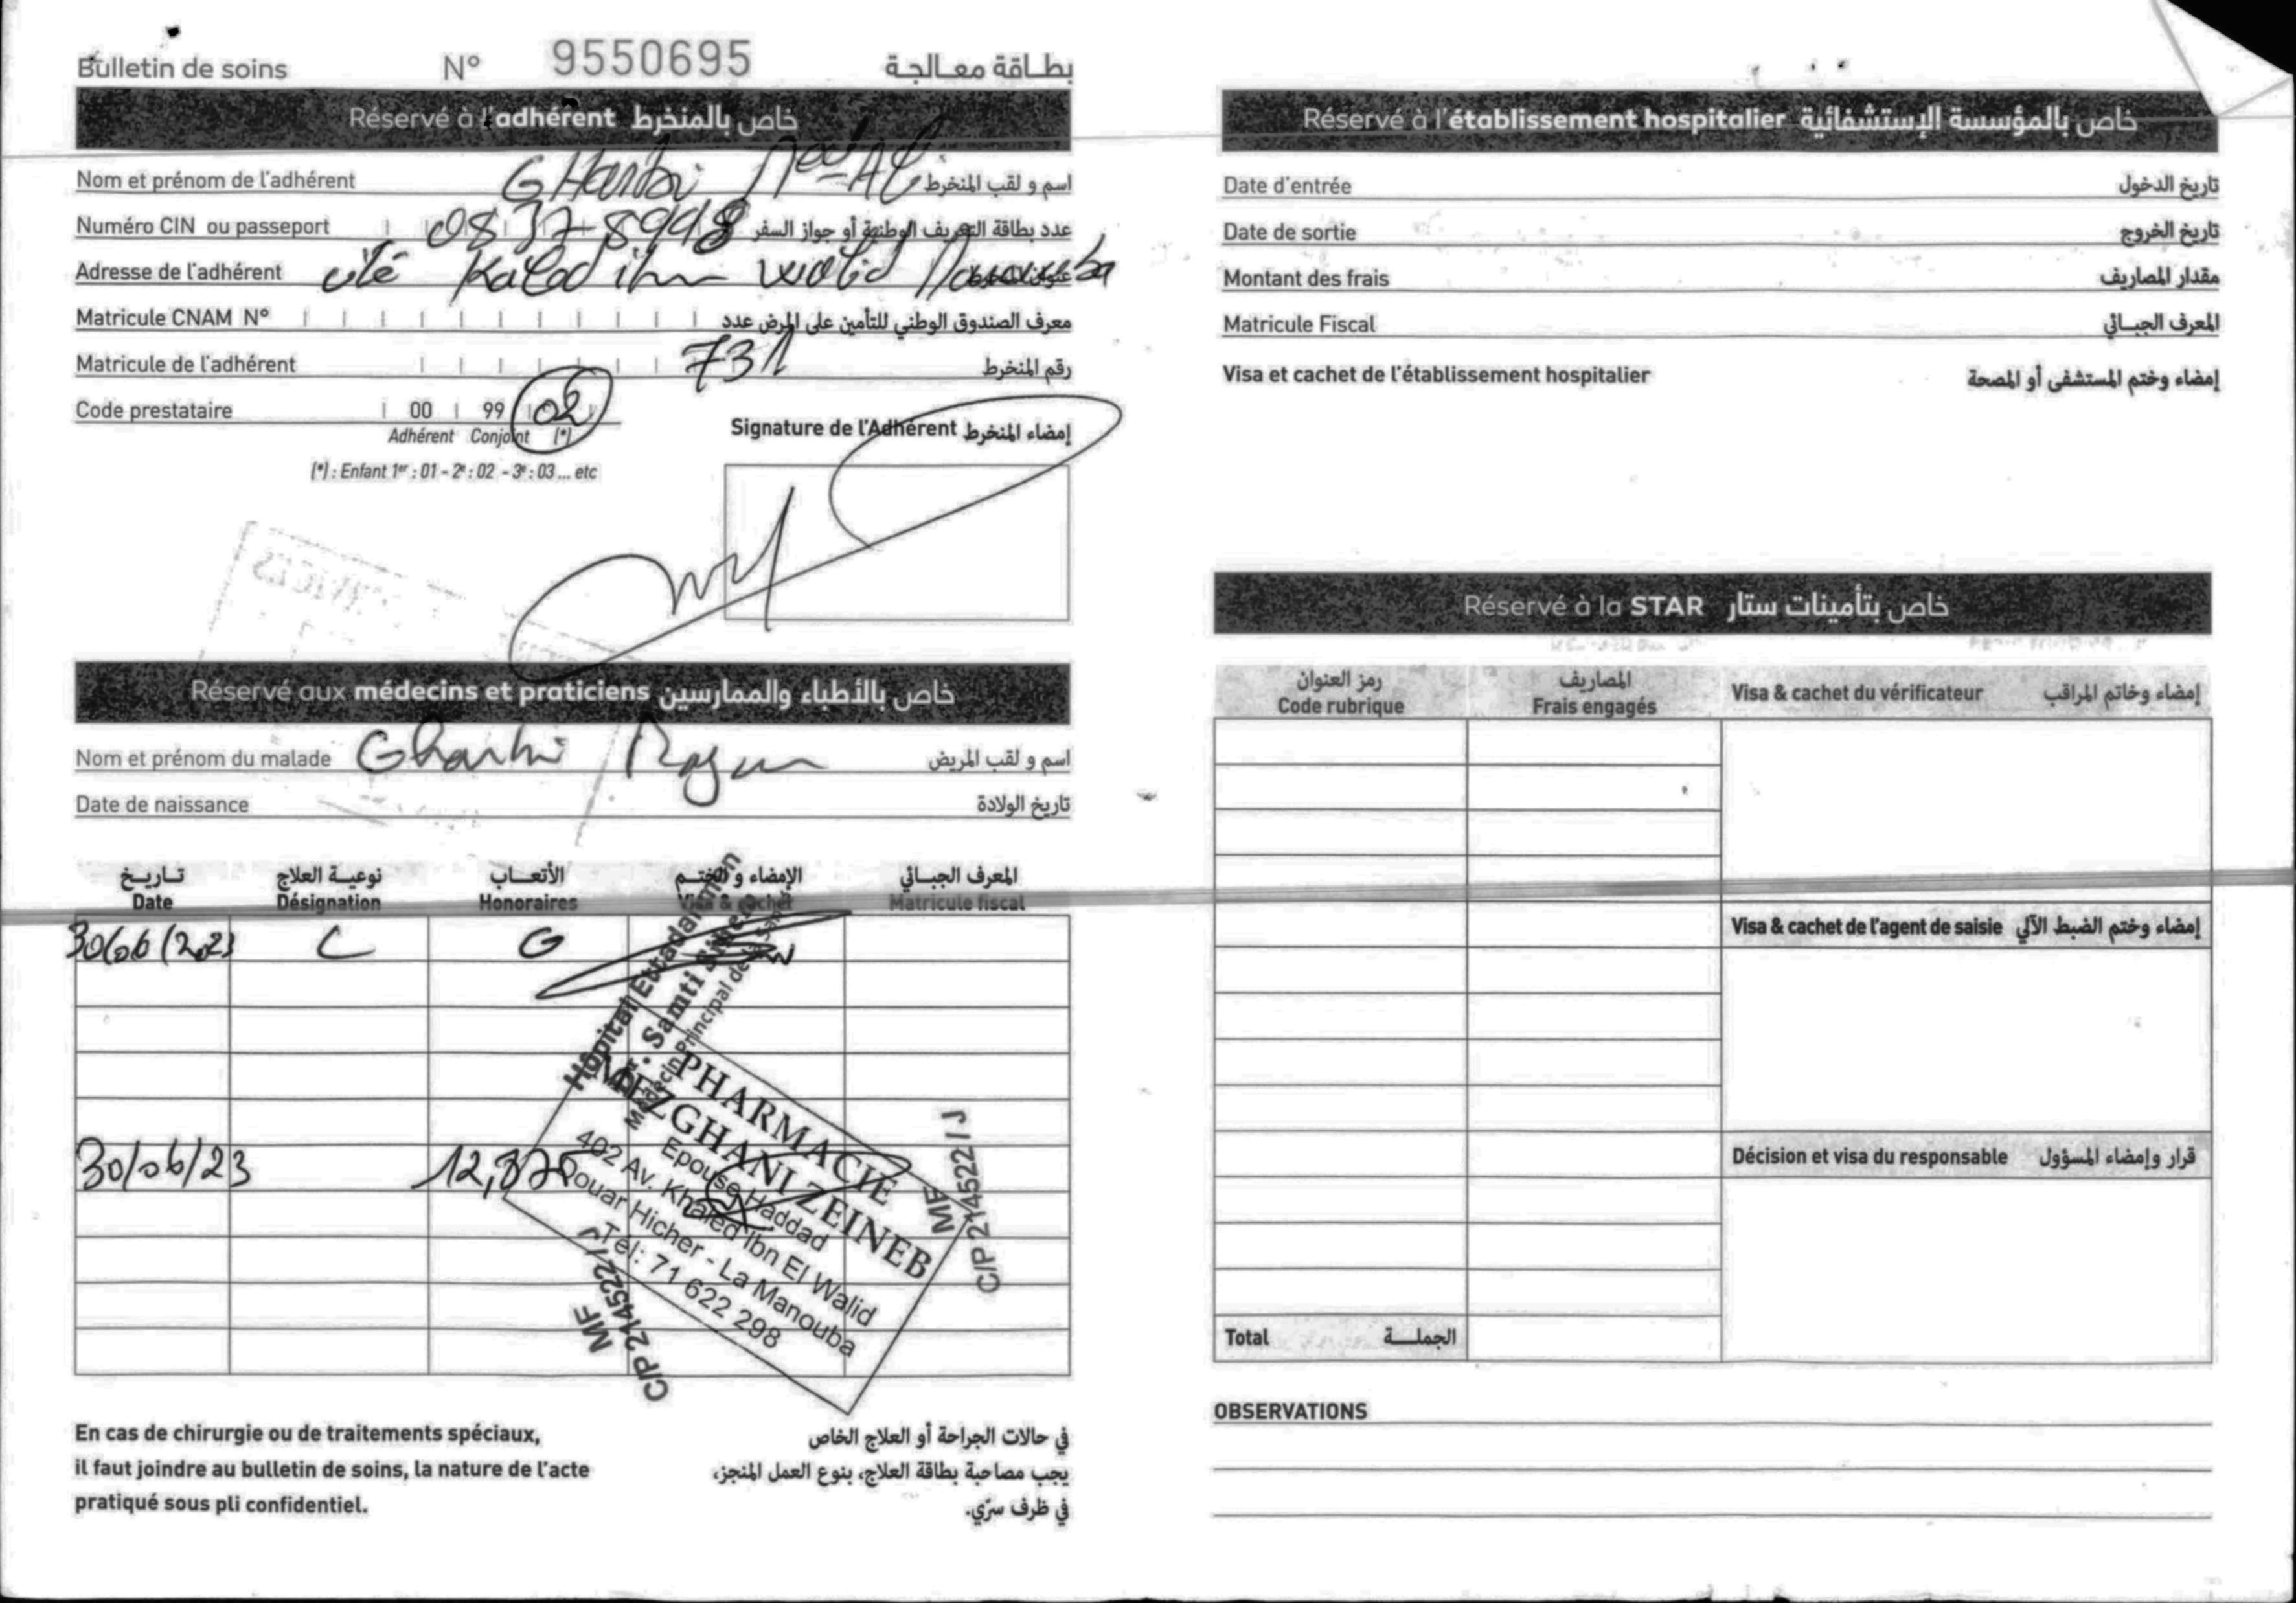 Bulletin de soins N° 9550695 بطاقة معالجة
Réservé à l'adhérent خاص بالمنخرط
Nom et prénom de l'adhérent GHarbi Med Ali اسم و لقب المنخرط
Numéro CIN ou passeport 08378998 عدد بطاقة التعريف الوطنية أو جواز السفر
Adresse de l'adhérent cité Kaled ibn walid Manouba
Matricule CNAM N° معرف الصندوق الوطني للتأمين على المرض عدد
Matricule de l'adhérent 731 رقم المنخرط
Code prestataire 00 99 02
Adhérent Conjoint (*)
(*) : Enfant 1er : 01 - 2e : 02 - 3e : 03 ... etc
Signature de l'Adhérent إمضاء المنخرط
Réservé aux médecins et praticiens خاص بالأطباء والممارسين
Nom et prénom du malade Gharbi اسم و لقب المريض
Date de naissance تاريخ الولادة
تاريخ نوعية العلاج الأتعاب الإمضاء و الختم المعرف الجبائي
Date Désignation Honoraires Visa & cachet Matricule fiscal
30/06/2023 C G
Hôpital Ettadhamen
Dr. Samti
Médecin Principal de
30/06/23 12,875
PHARMACIE
MEZGHANI ZEINEB
Epouse Haddad
402 Av. Khaled Ibn El Walid
Douar Hicher - La Manouba
Tél: 71 622 298
MF
C/P 214522/J
MF
C/P 214522/
En cas de chirurgie ou de traitements spéciaux,
il faut joindre au bulletin de soins, la nature de l'acte
pratiqué sous pli confidentiel.
في حالات الجراحة أو العلاج الخاص
يجب مصاحبة بطاقة العلاج، بنوع العمل المنجز،
في ظرف سرّي.
Réservé à l'établissement hospitalier خاص بالمؤسسة الإستشفائية
Date d'entrée تاريخ الدخول
Date de sortie تاريخ الخروج
Montant des frais مقدار المصاريف
Matricule Fiscal المعرف الجبائي
Visa et cachet de l'établissement hospitalier إمضاء وختم المستشفى أو المصحة
Réservé à la STAR خاص بتأمينات ستار
رمز العنوان المصاريف
Code rubrique Frais engagés
Visa & cachet du vérificateur إمضاء وخاتم المراقب
Visa & cachet de l'agent de saisie إمضاء وختم الضبط الآلي
Décision et visa du responsable قرار وإمضاء المسؤول
Total الجملة
OBSERVATIONS